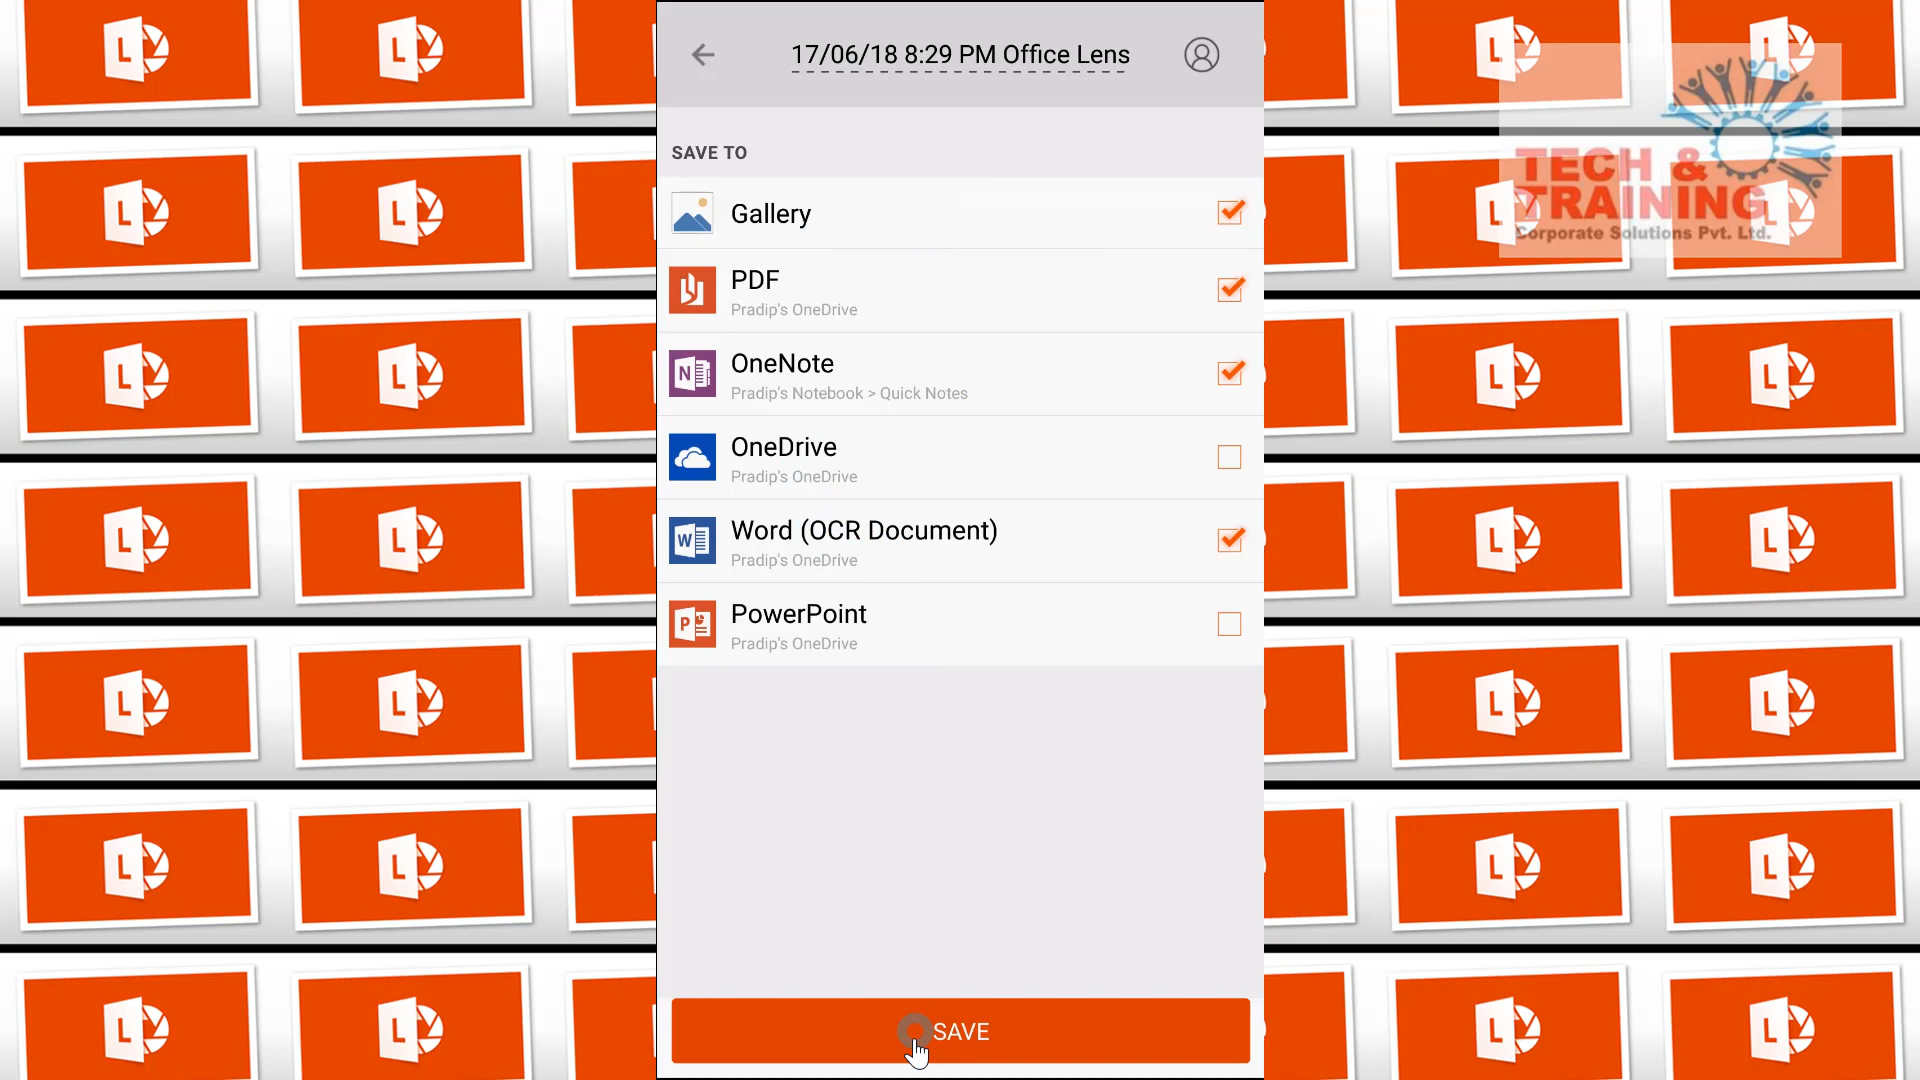 17/06/18 8:29 PM Office Lens
SAVE TO
Gallery
PDF
Pradip's OneDrive
OneNote
Pradip's Notebook > Quick Notes
OneDrive
Pradip's OneDrive
Word (OCR Document)
Pradip's OneDrive
PowerPoint
Pradip's OneDrive
SAVE
TECH &
TRAINING
Corporate Solutions Pvt. Ltd.